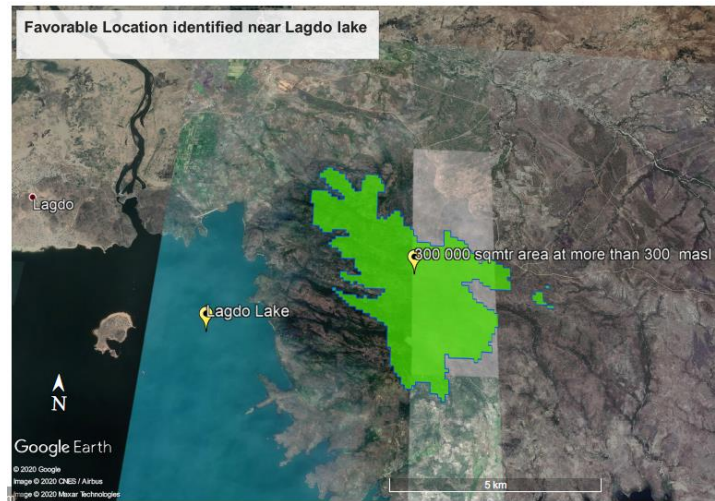 Favorable Location identified near Lagdo lake
Lagdo
300 000 sqmtr area at more than 300 masl
Lagdo Lake
N
Google Earth
© 2020 Google
Image © 2020 CNES / Airbus
Image © 2020 Maxar Technologies
5 km